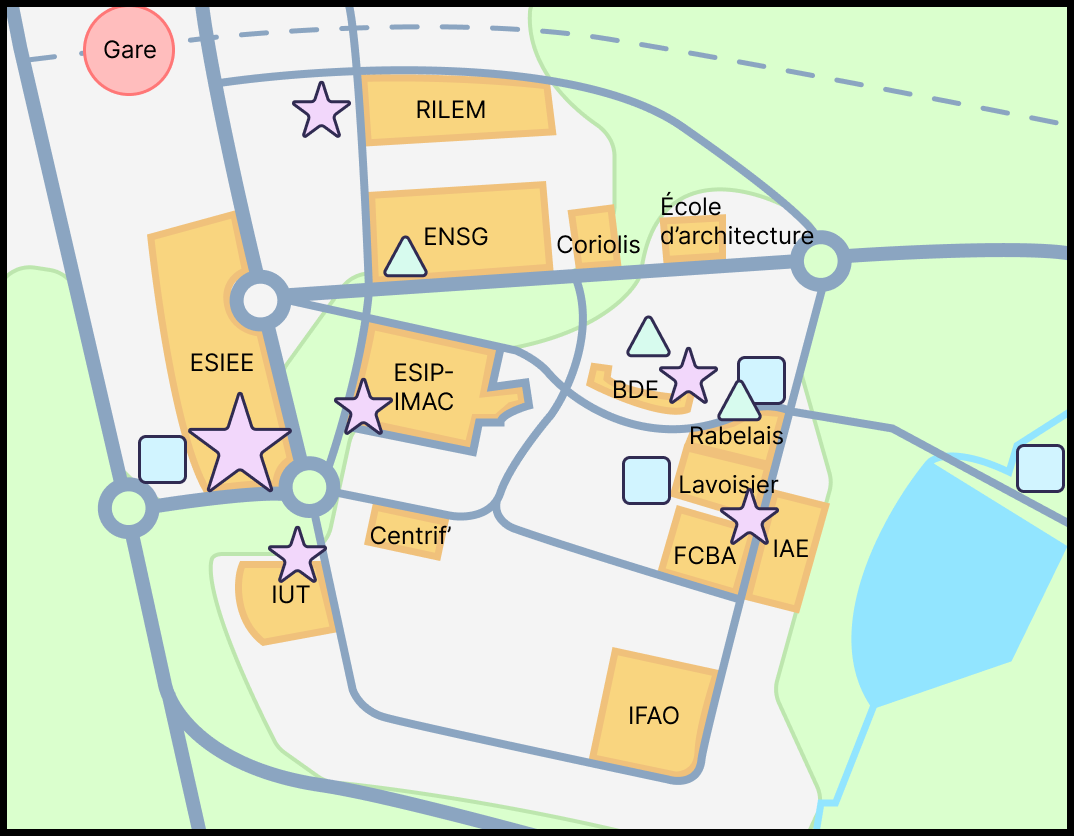 Gare
RILEM
École
d’architecture
ENSG
Coriolis
ESIEE
ESIP-
IMAC
BDE
Rabelais
Lavoisier
Centrif’
FCBA
IAE
IUT
IFAO